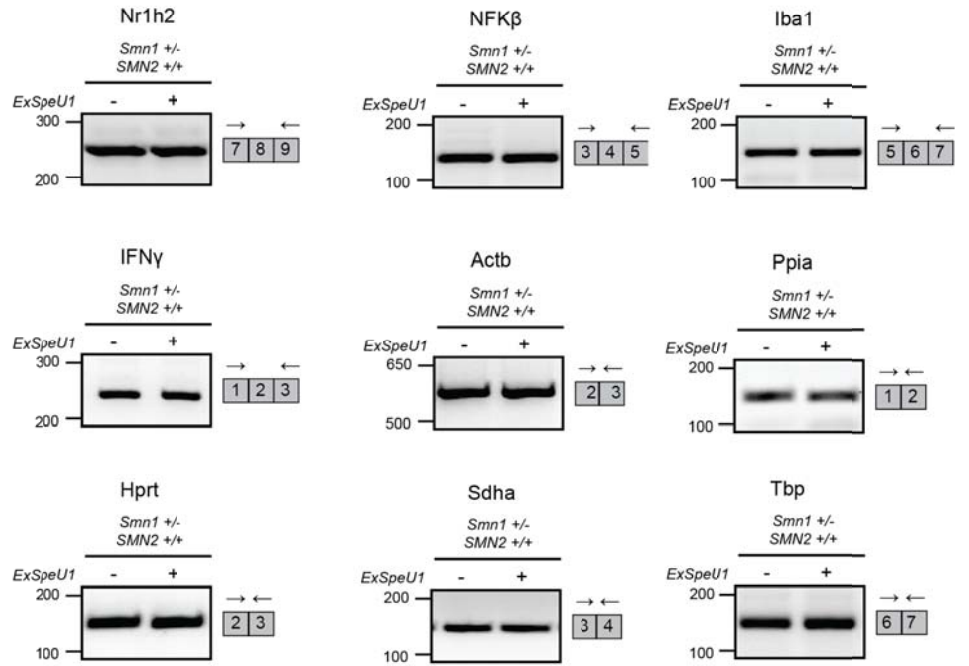 Nr1h2
Smn1 +/-
SMN2 +/+
ExSpeU1 - +
300
200
→ ←
7 8 9
NFKβ
Smn1 +/-
SMN2 +/+
ExSpeU1 - +
200
100
→ ←
3 4 5
Iba1
Smn1 +/-
SMN2 +/+
ExSpeU1 - +
200
100
→ ←
5 6 7
IFNγ
Smn1 +/-
SMN2 +/+
ExSpeU1 - +
300
200
→ ←
1 2 3
Actb
Smn1 +/-
SMN2 +/+
ExSpeU1 - +
650
500
→ ←
2 3
Ppia
Smn1 +/-
SMN2 +/+
ExSpeU1 - +
200
100
→ ←
1 2
Hprt
Smn1 +/-
SMN2 +/+
ExSpeU1 - +
200
100
→ ←
2 3
Sdha
Smn1 +/-
SMN2 +/+
ExSpeU1 - +
200
100
→ ←
3 4
Tbp
Smn1 +/-
SMN2 +/+
ExSpeU1 - +
200
100
→ ←
6 7